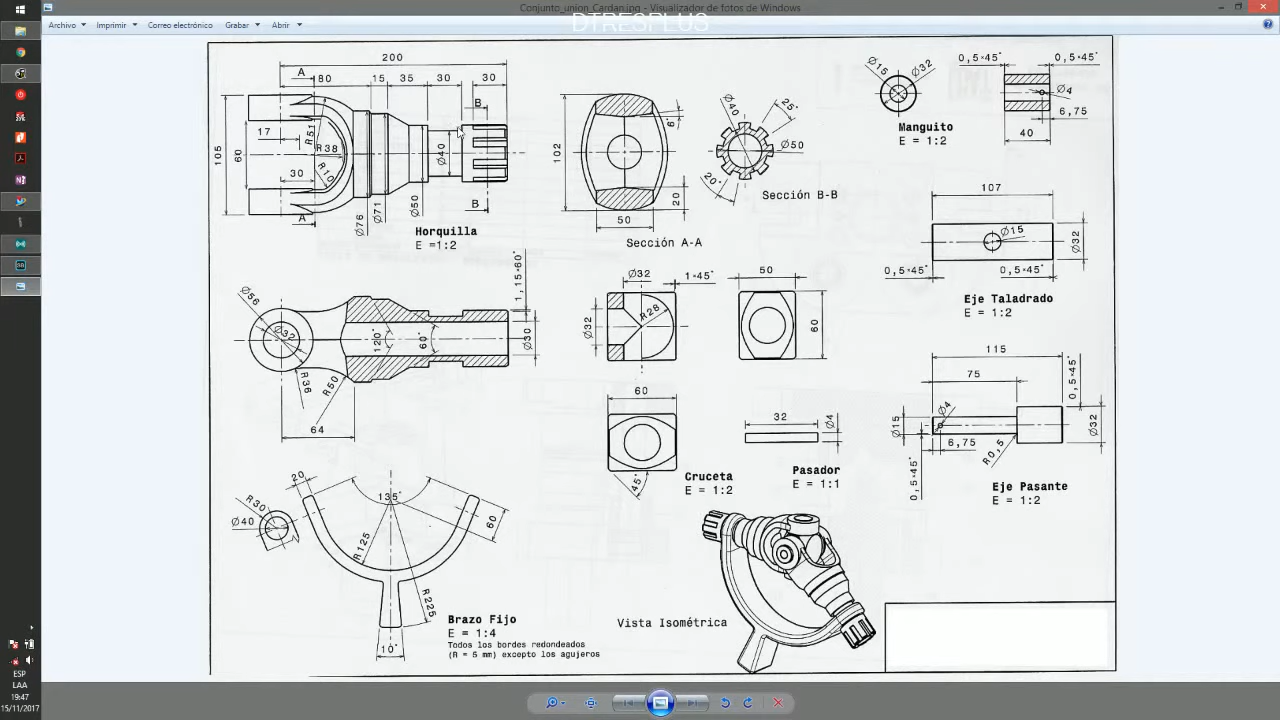 Conjunto_union_Cardan.jpg - Visualizador de fotos de Windows
DTRESPLUS
Archivo Imprimir Correo electrónico Grabar Abrir
200
A 80 15 35 30 30
B
17
105
60
R51
R38
R10
30
Ø40
A
B
Ø76
Ø71
Ø50
Horquilla
E =1:2
102
6°
20
50
Sección A-A
Ø40
25°
Ø50
20°
Sección B-B
Ø15
Ø32
Manguito
E = 1:2
0,5×45° 0,5×45°
Ø4
6,75
40
107
Ø15
Ø32
0,5×45° 0,5×45°
Eje Taladrado
E = 1:2
Ø56
Ø32
R36
R50
64
120°
60°
1,15×60°
Ø30
Ø32
1×45°
Ø32
R28
50
60
60
45°
Cruceta
E = 1:2
32
Ø4
Pasador
E = 1:1
115
75
0,5×45°
Ø4
Ø15
6,75
Ø32
R0,5
0,5×45°
Eje Pasante
E = 1:2
20
135°
R30
Ø40
60
R125
R225
10°
Brazo Fijo
E = 1:4
Todos los bordes redondeados
(R = 5 mm) excepto los agujeros
Vista Isométrica
ESP
LAA
19:47
15/11/2017